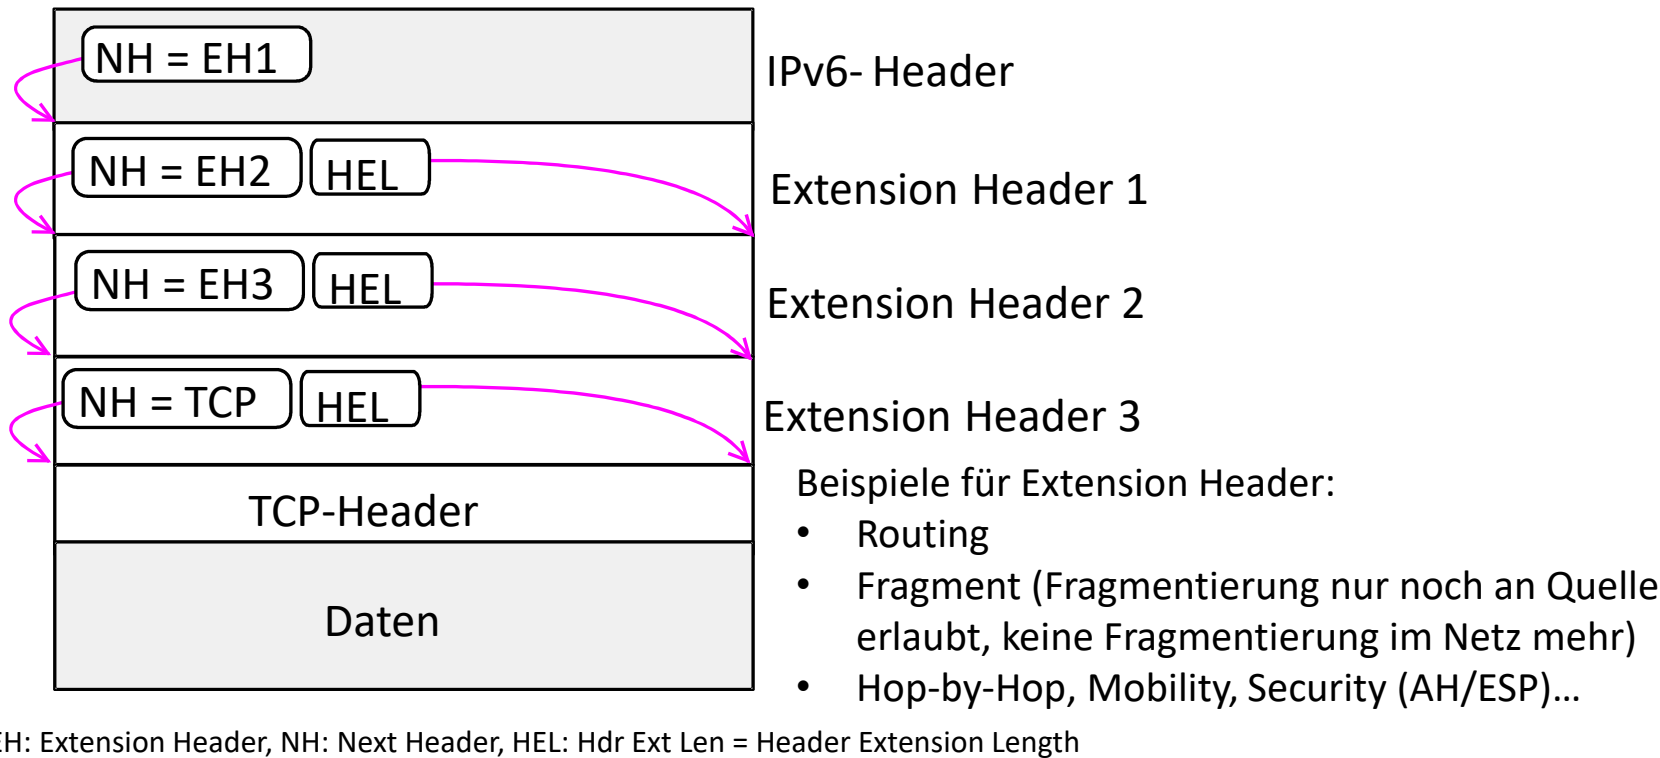 NH = EH1
IPv6- Header
NH = EH2 HEL
Extension Header 1
NH = EH3 HEL
Extension Header 2
NH = TCP HEL
Extension Header 3
TCP-Header
Daten
Beispiele für Extension Header:
• Routing
• Fragment (Fragmentierung nur noch an Quelle
erlaubt, keine Fragmentierung im Netz mehr)
• Hop-by-Hop, Mobility, Security (AH/ESP)…
EH: Extension Header, NH: Next Header, HEL: Hdr Ext Len = Header Extension Length